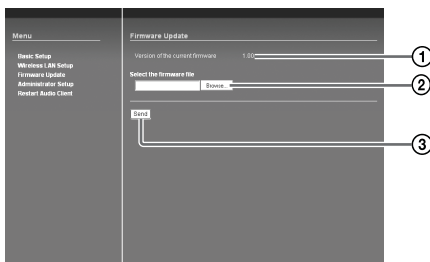 Menu
Basic Setup
Wireless LAN Setup
Firmware Update
Administrator Setup
Restart Audio Client
Firmware Update
Version of the current firmware 1.00
1
Select the firmware file
Browse...
2
Send
3